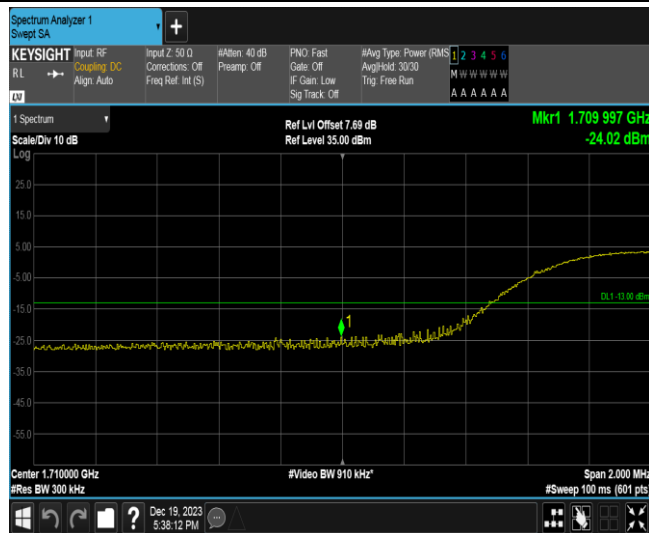 Spectrum Analyzer 1
Swept SA
+
KEYSIGHT Input: RF Input Z: 50 Ω #Atten: 40 dB PNO: Fast #Avg Type: Power (RMS 1 2 3 4 5 6
RL Coupling: DC Corrections: Off Preamp: Off Gate: Off Avg|Hold: 30/30 M W W W W W
Align: Auto Freq Ref: Int (S) IF Gain: Low Trig: Free Run
LXI Sig Track: Off A A A A A A
1 Spectrum Ref Lvl Offset 7.69 dB Mkr1 1.709 997 GHz
Scale/Div 10 dB Ref Level 35.00 dBm -24.02 dBm
Log
25.0
15.0
5.00
-5.00
DL1 -13.00 dBm
-15.0
1
-25.0
-35.0
-45.0
-55.0
Center 1.710000 GHz #Video BW 910 kHz* Span 2.000 MHz
#Res BW 300 kHz #Sweep 100 ms (601 pts)
? Dec 19, 2023
5:38:12 PM